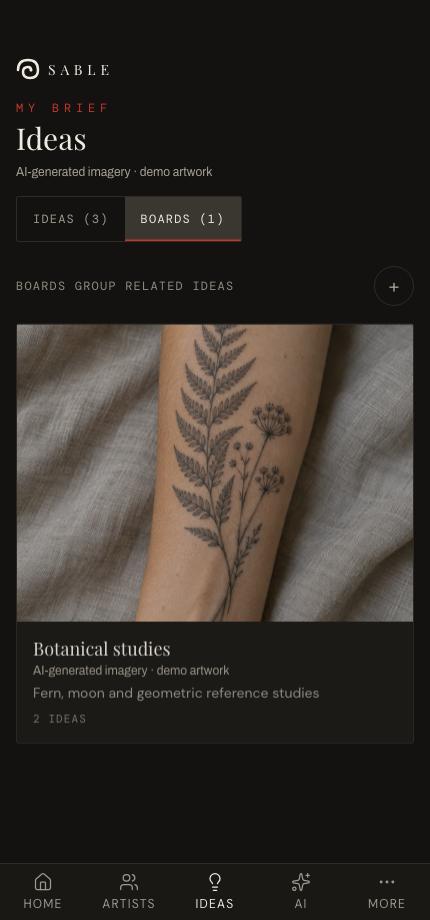 SABLE
MY BRIEF
Ideas
AI-generated imagery · demo artwork
IDEAS (3)
BOARDS (1)
BOARDS GROUP RELATED IDEAS
+
Botanical studies
AI-generated imagery · demo artwork
Fern, moon and geometric reference studies
2 IDEAS
HOME
ARTISTS
IDEAS
AI
MORE